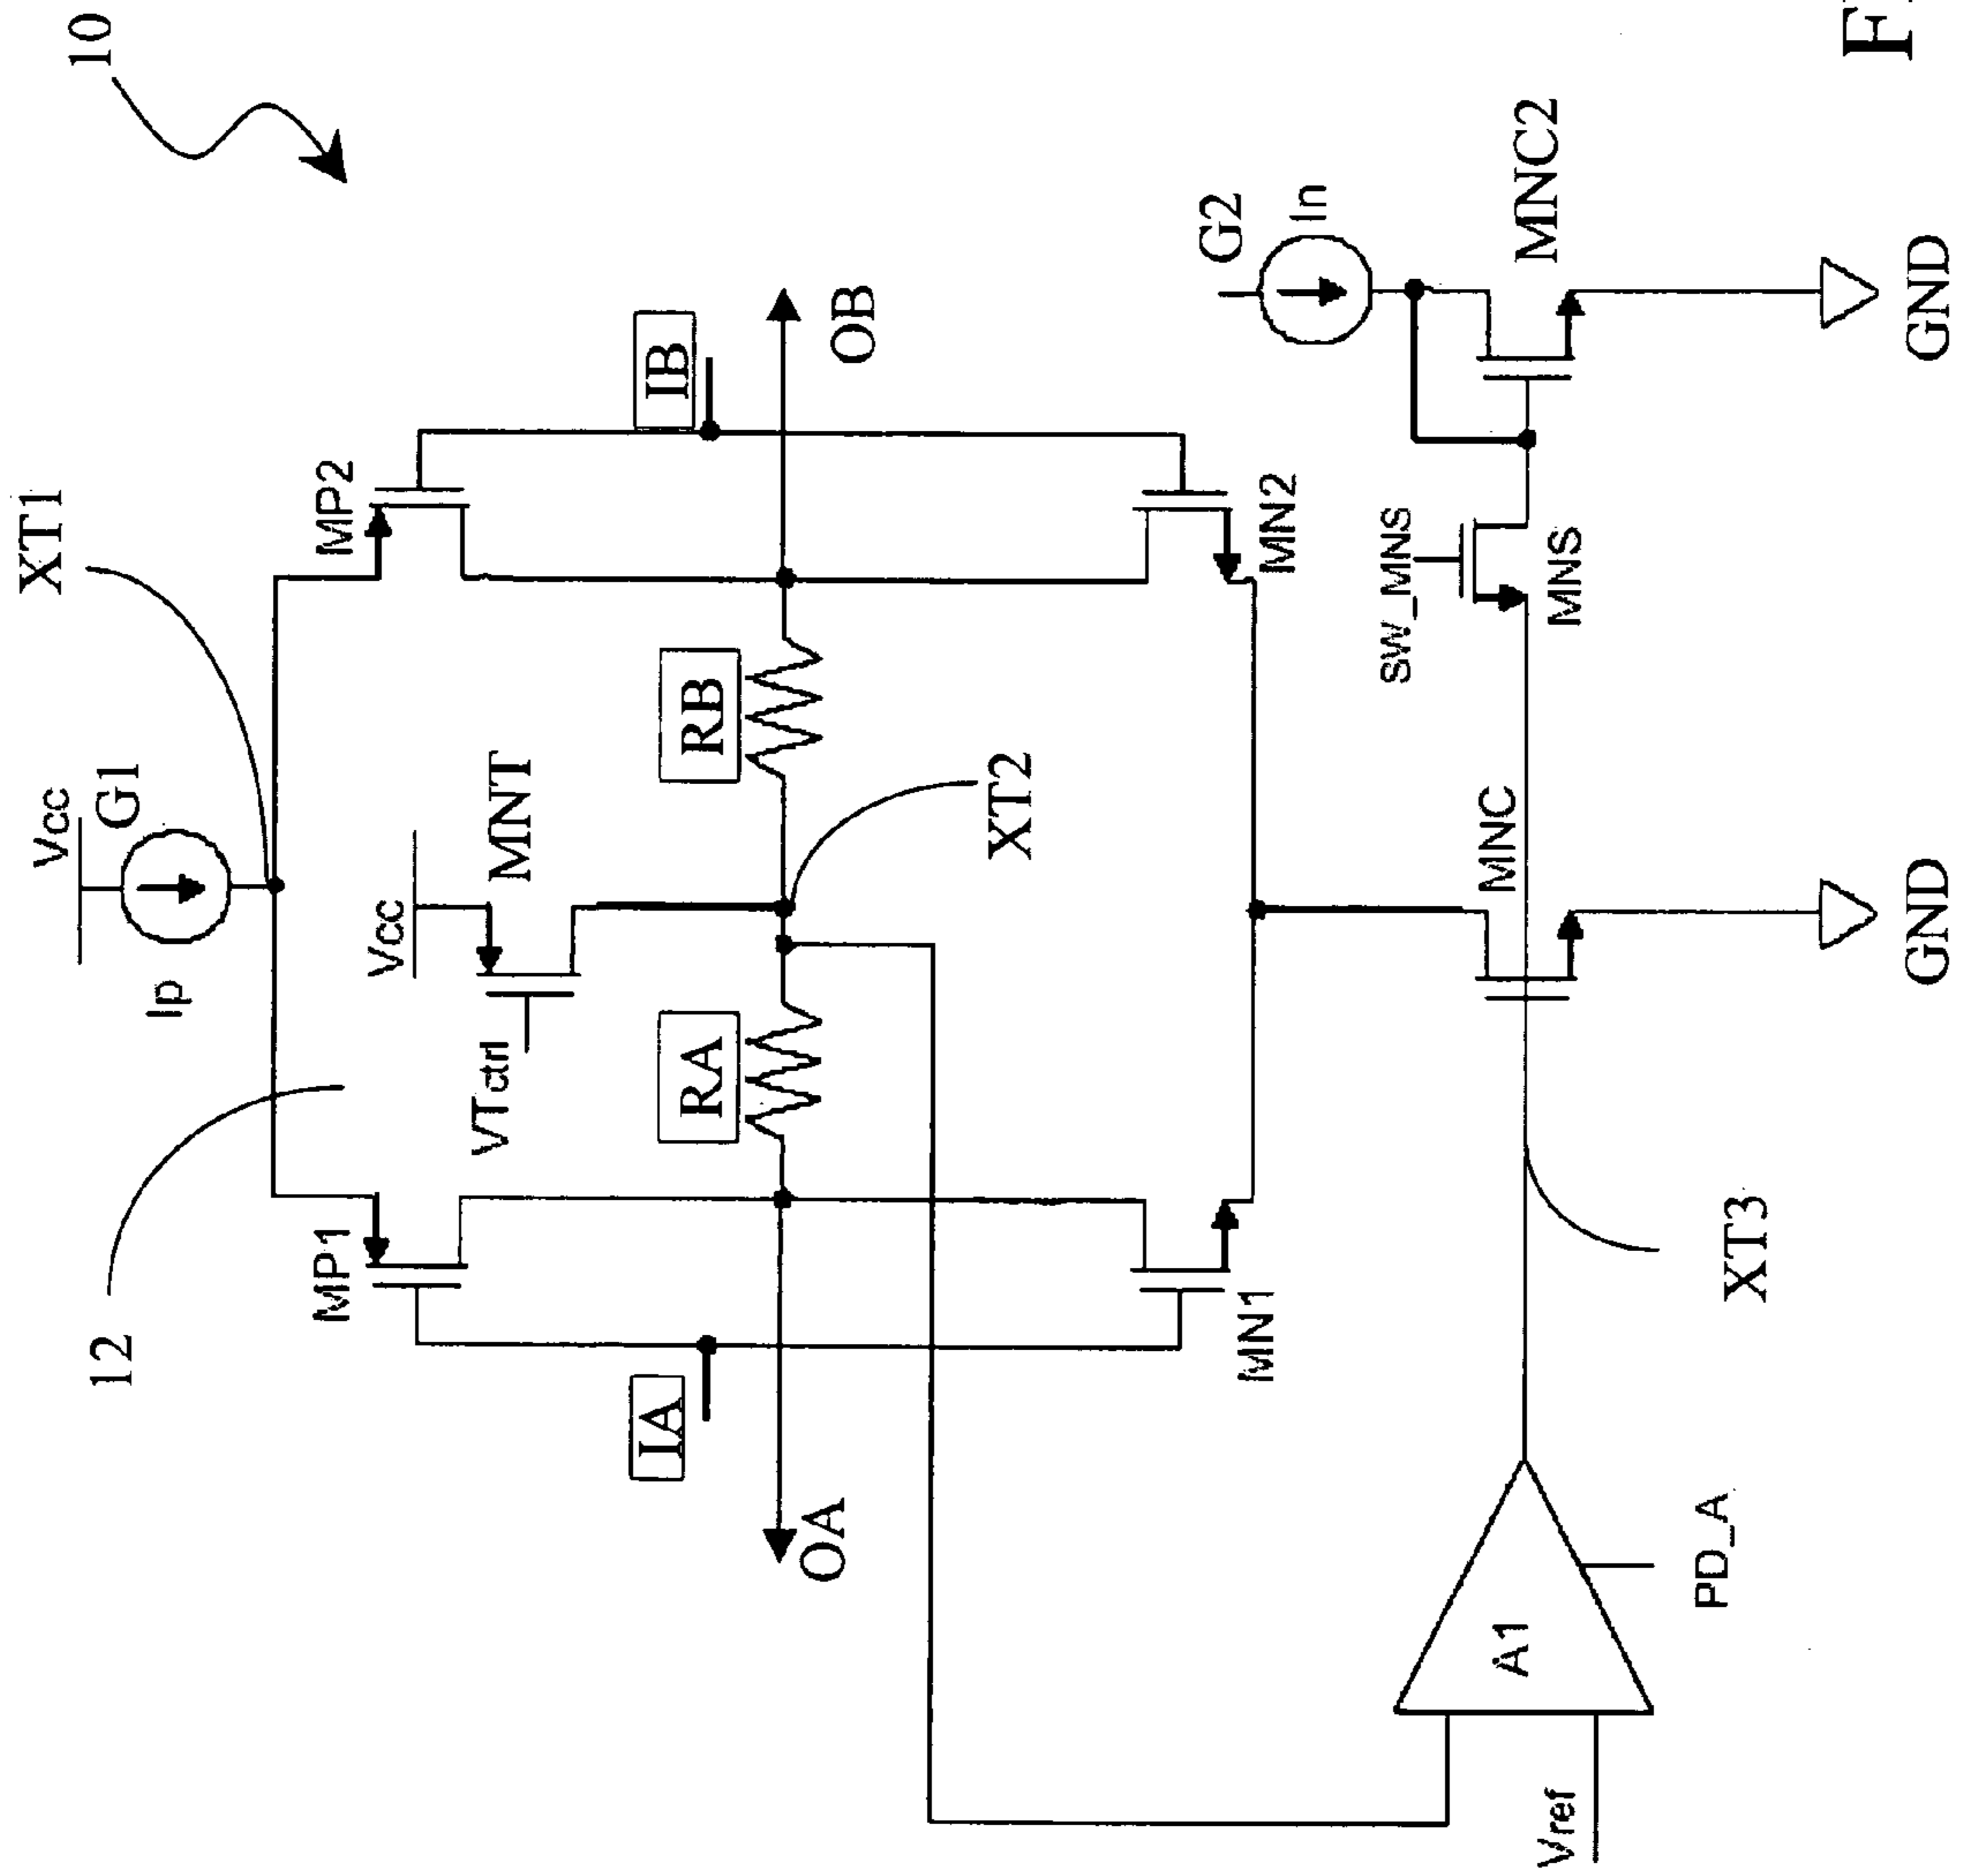 10
XT1
Vcc
G1
Ip
12
MP1
MP2
Vcc
MNT
VTctrl
IA
RA
RB
IB
OA
XT2
OB
MN1
MN2
G2
In
SW_MNS
MNS
MNC
MNC2
A1
Vref
PD_A
XT3
GND
GND
F